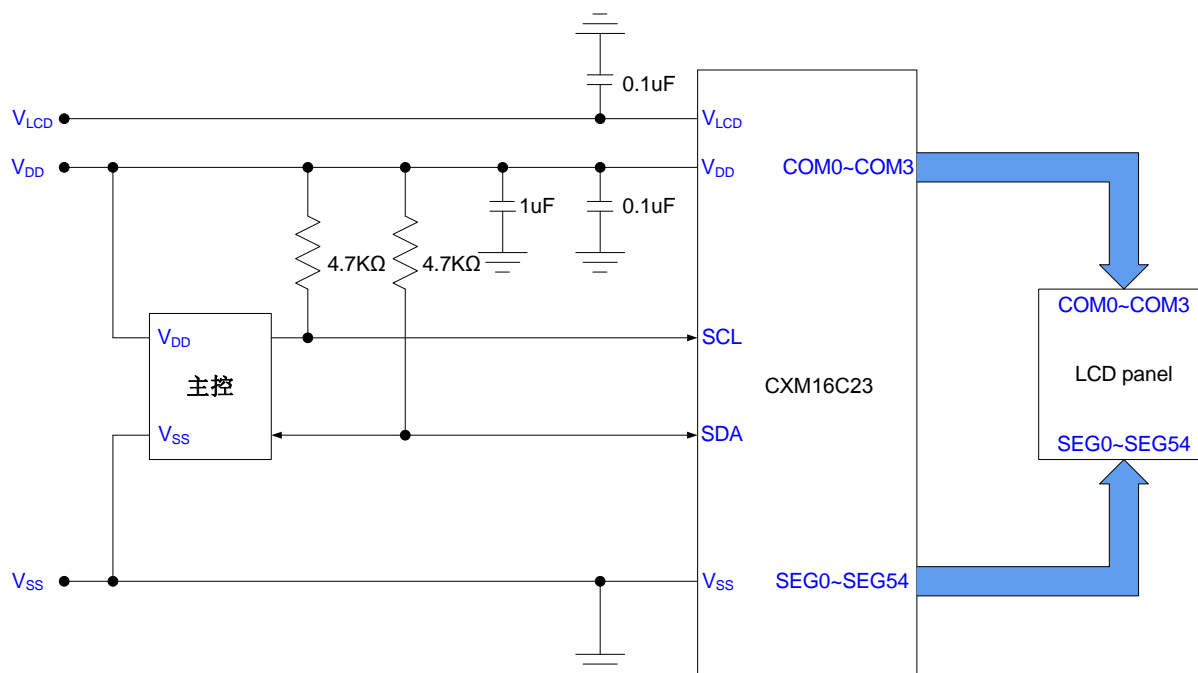 0.1uF
VLCD
VLCD
VDD
VDD
COM0~COM3
1uF
0.1uF
4.7KΩ
4.7KΩ
COM0~COM3
VDD
SCL
主控
CXM16C23
LCD panel
VSS
SDA
SEG0~SEG54
VSS
VSS
SEG0~SEG54